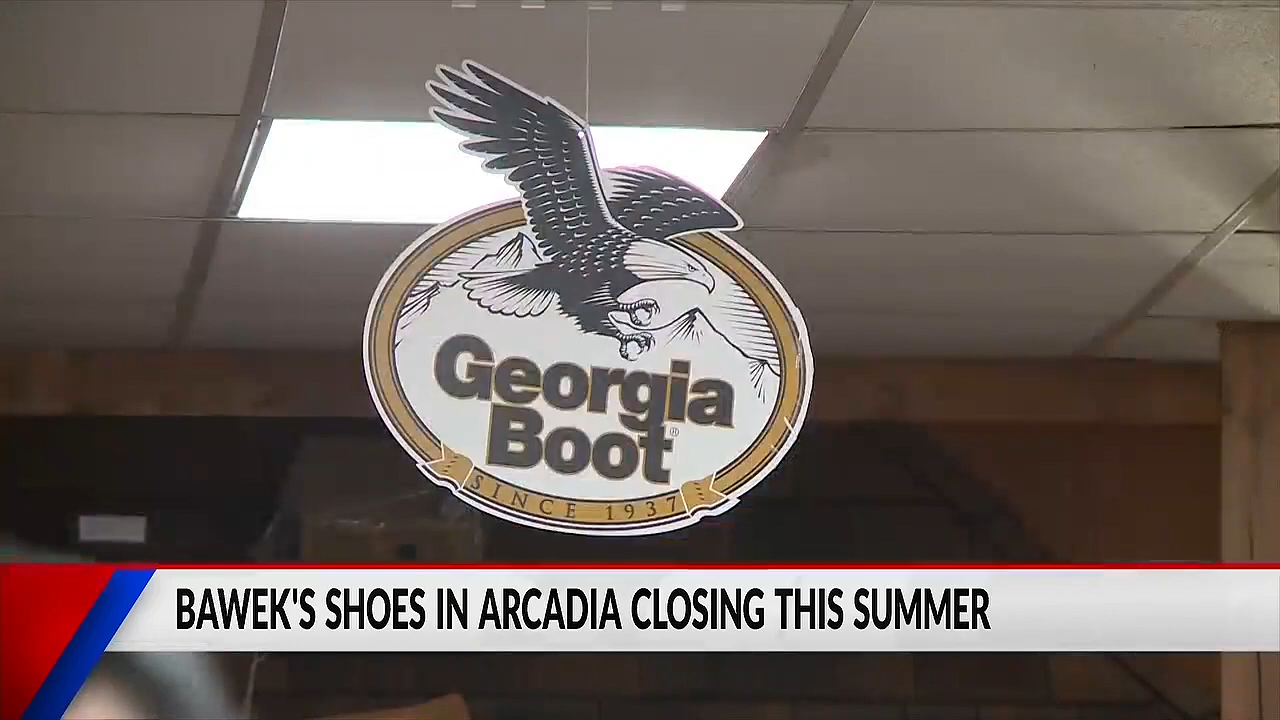 Georgia
Boot®
SINCE 1937
BAWEK'S SHOES IN ARCADIA CLOSING THIS SUMMER